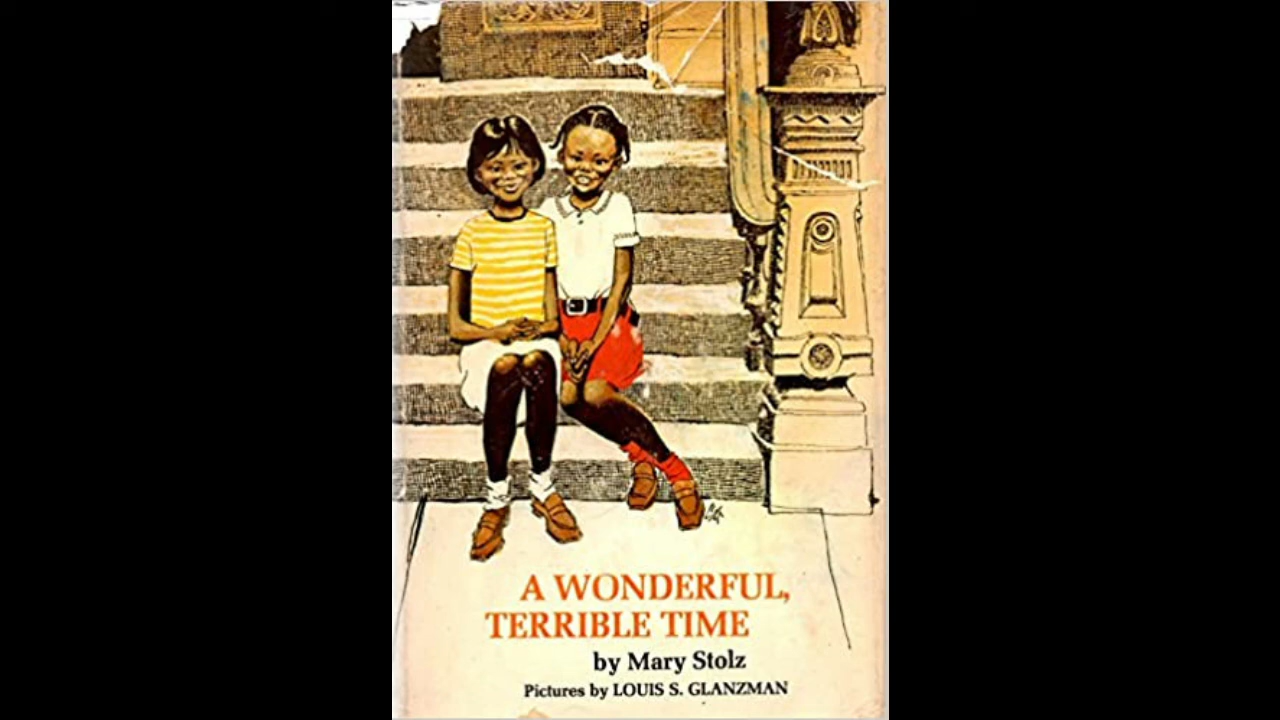 A WONDERFUL,
TERRIBLE TIME
by Mary Stolz
Pictures by LOUIS S. GLANZMAN